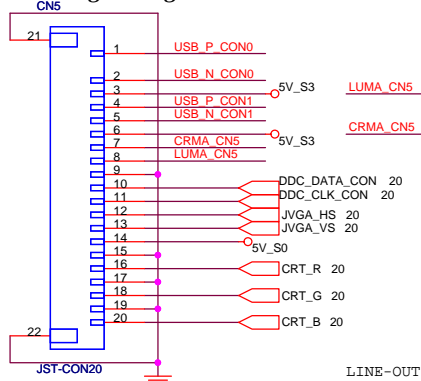 CN5
21
1 USB_P_CON0
2 USB_N_CON0
3 5V_S3 LUMA_CN5
4 USB_P_CON1
5 USB_N_CON1
6 5V_S3 CRMA_CN5
7 CRMA_CN5
8 LUMA_CN5
9
10 DDC_DATA_CON 20
11 DDC_CLK_CON 20
12 JVGA_HS 20
13 JVGA_VS 20
14 5V_S0
15
16 CRT_R 20
17
18 CRT_G 20
19
20 CRT_B 20
22
JST-CON20
LINE-OUT